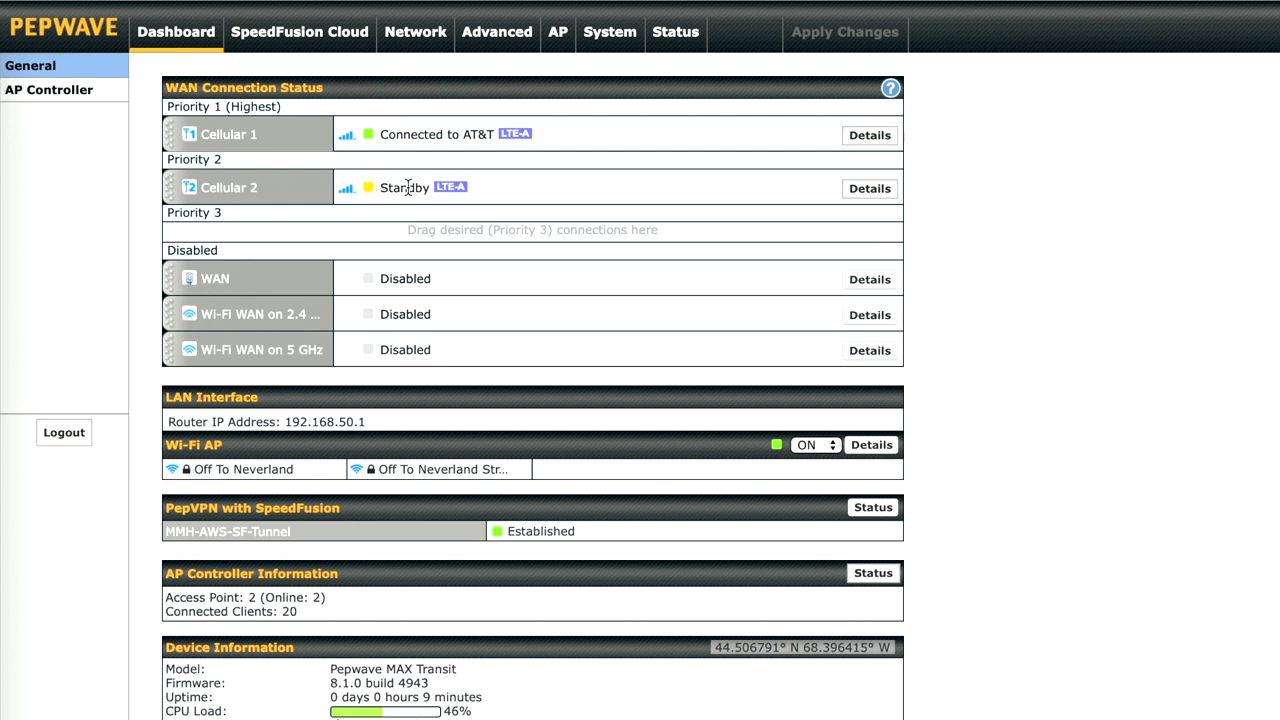 PEPWAVE
Dashboard SpeedFusion Cloud Network Advanced AP System Status Apply Changes
General
AP Controller
Logout
WAN Connection Status ?
Priority 1 (Highest)
1 Cellular 1 Connected to AT&T LTE-A Details
Priority 2
2 Cellular 2 Standby LTE-A Details
Priority 3
Drag desired (Priority 3) connections here
Disabled
WAN Disabled Details
Wi-Fi WAN on 2.4 ... Disabled Details
Wi-Fi WAN on 5 GHz Disabled Details
LAN Interface
Router IP Address: 192.168.50.1
Wi-Fi AP ON Details
Off To Neverland Off To Neverland Str...
PepVPN with SpeedFusion Status
MMH-AWS-SF-Tunnel Established
AP Controller Information Status
Access Point: 2 (Online: 2)
Connected Clients: 20
Device Information 44.506791° N 68.396415° W
Model: Pepwave MAX Transit
Firmware: 8.1.0 build 4943
Uptime: 0 days 0 hours 9 minutes
CPU Load: 46%